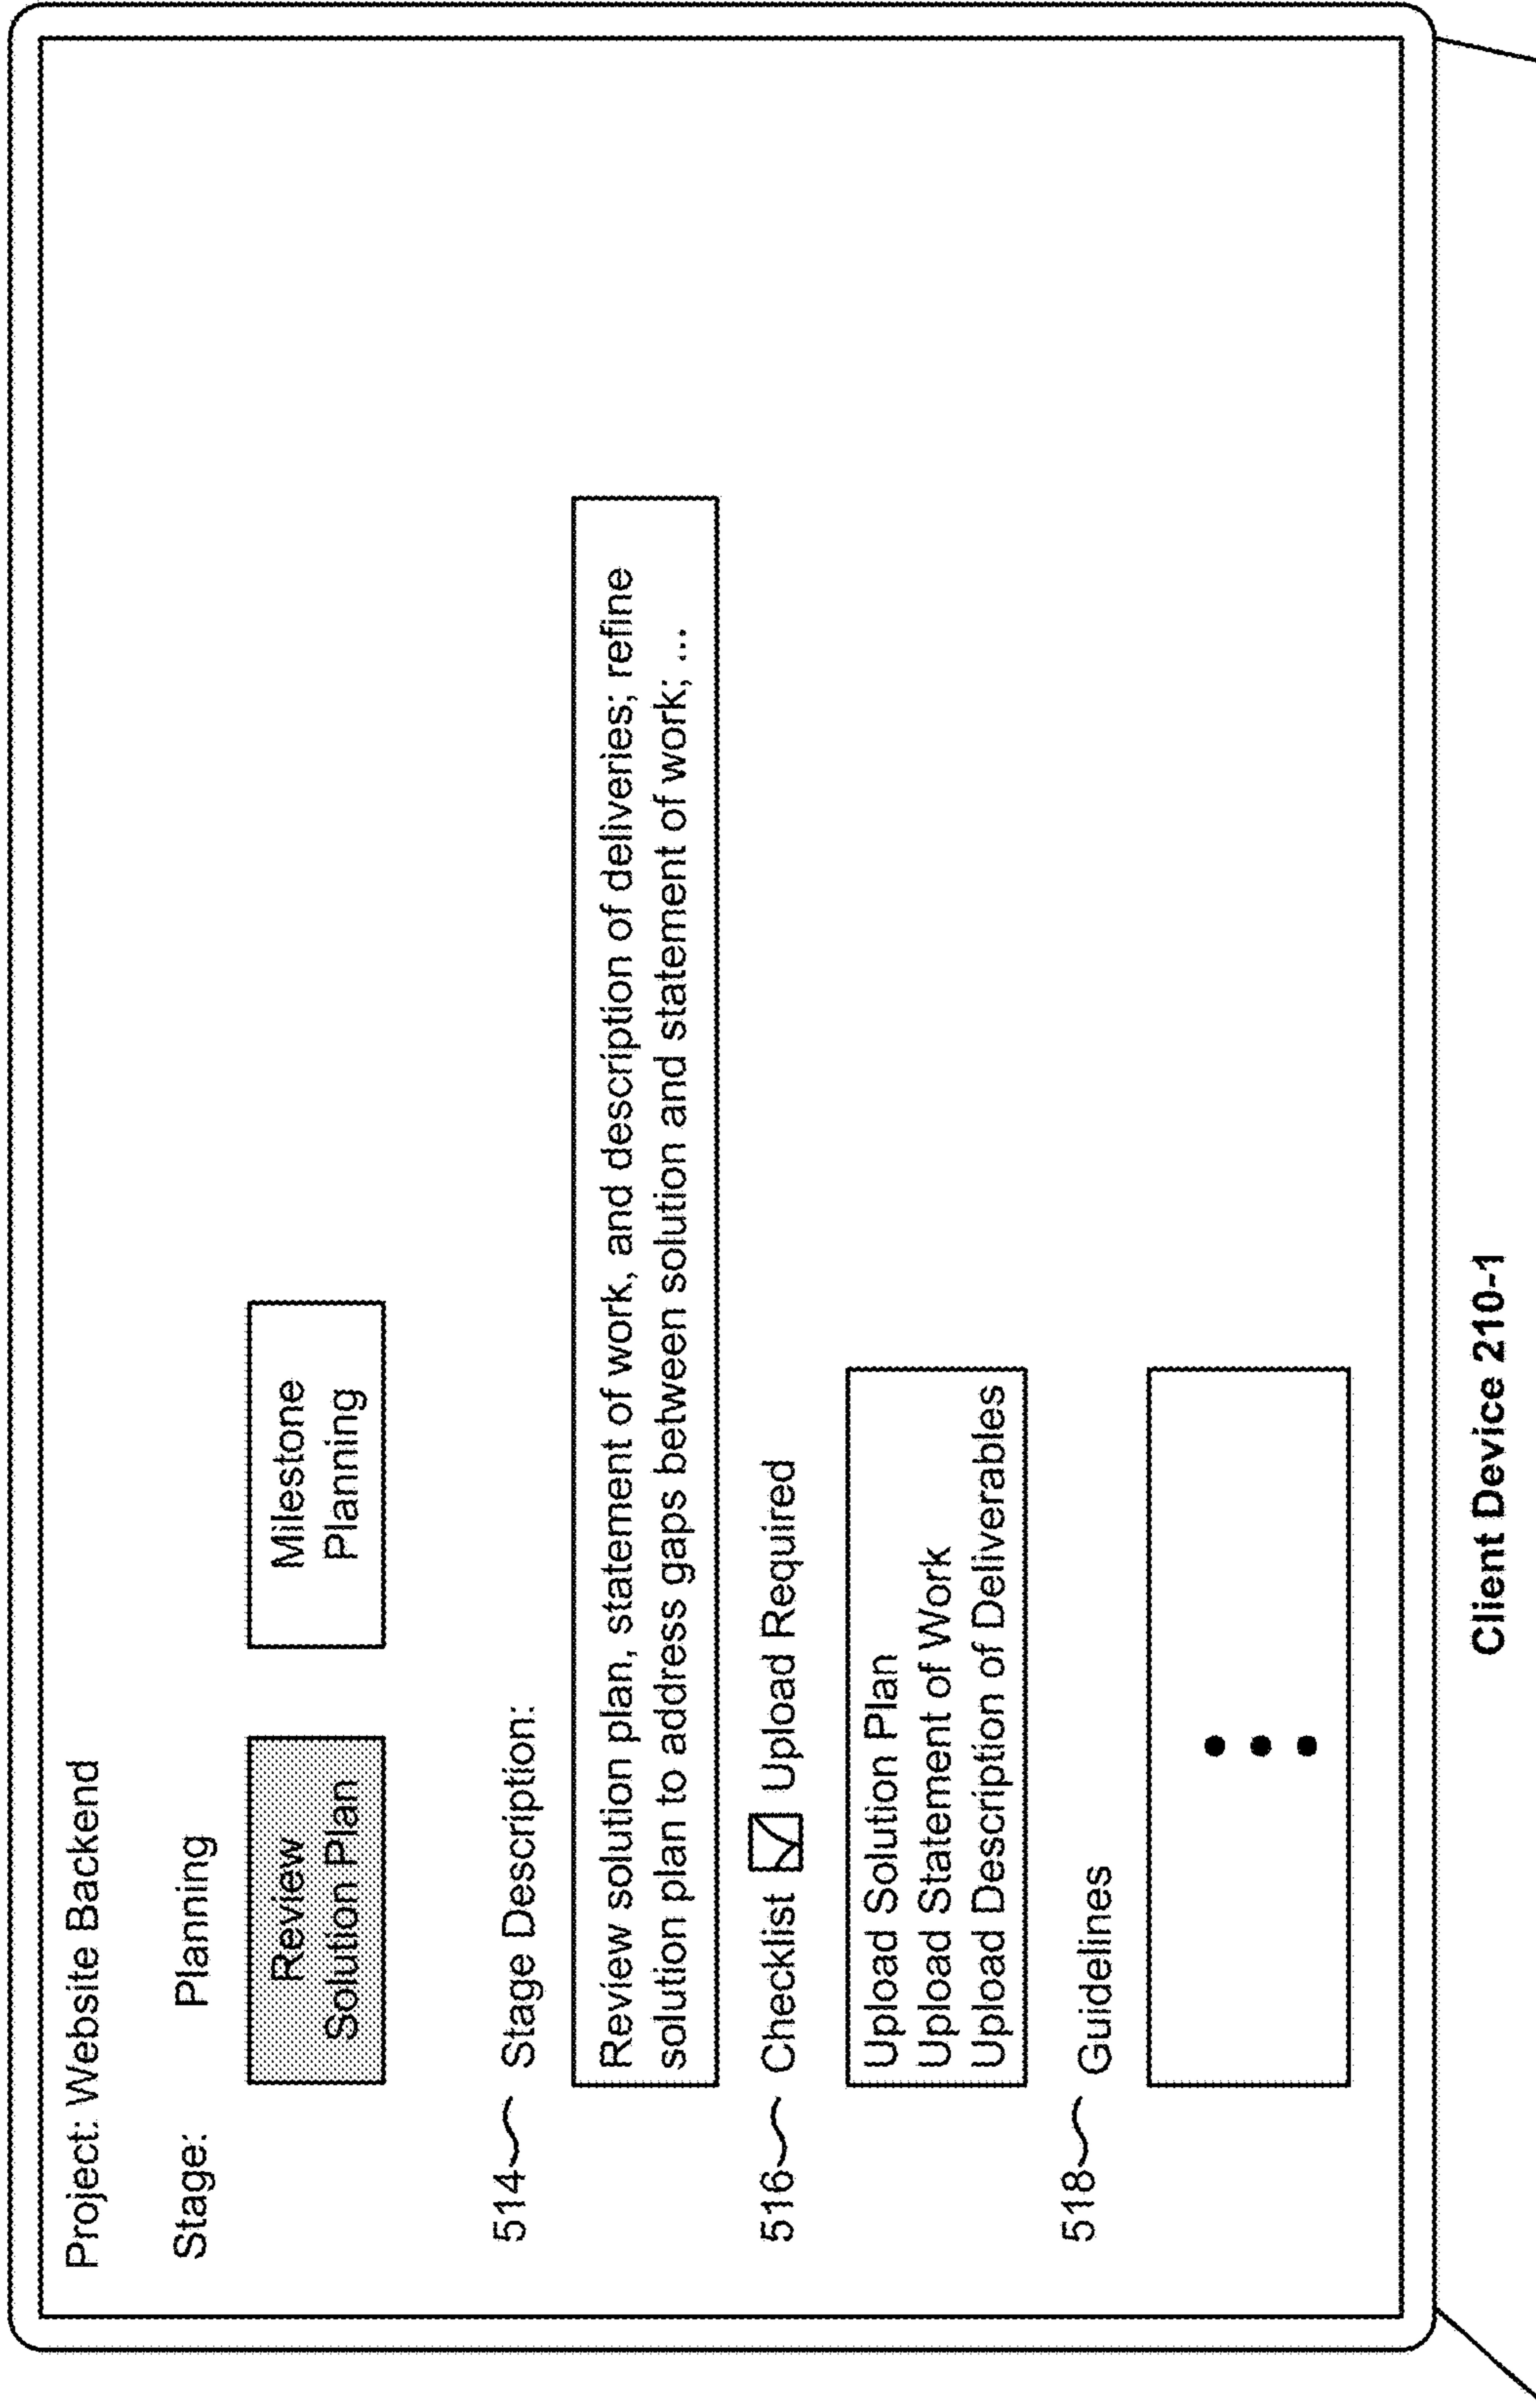 Project: Website Backend
Stage: Planning
Review
Solution Plan
Milestone
Planning
514 Stage Description:
Review solution plan, statement of work, and description of deliveries; refine
solution plan to address gaps between solution and statement of work; ...
516 Checklist Upload Required
Upload Solution Plan
Upload Statement of Work
Upload Description of Deliverables
518 Guidelines
Client Device 210-1